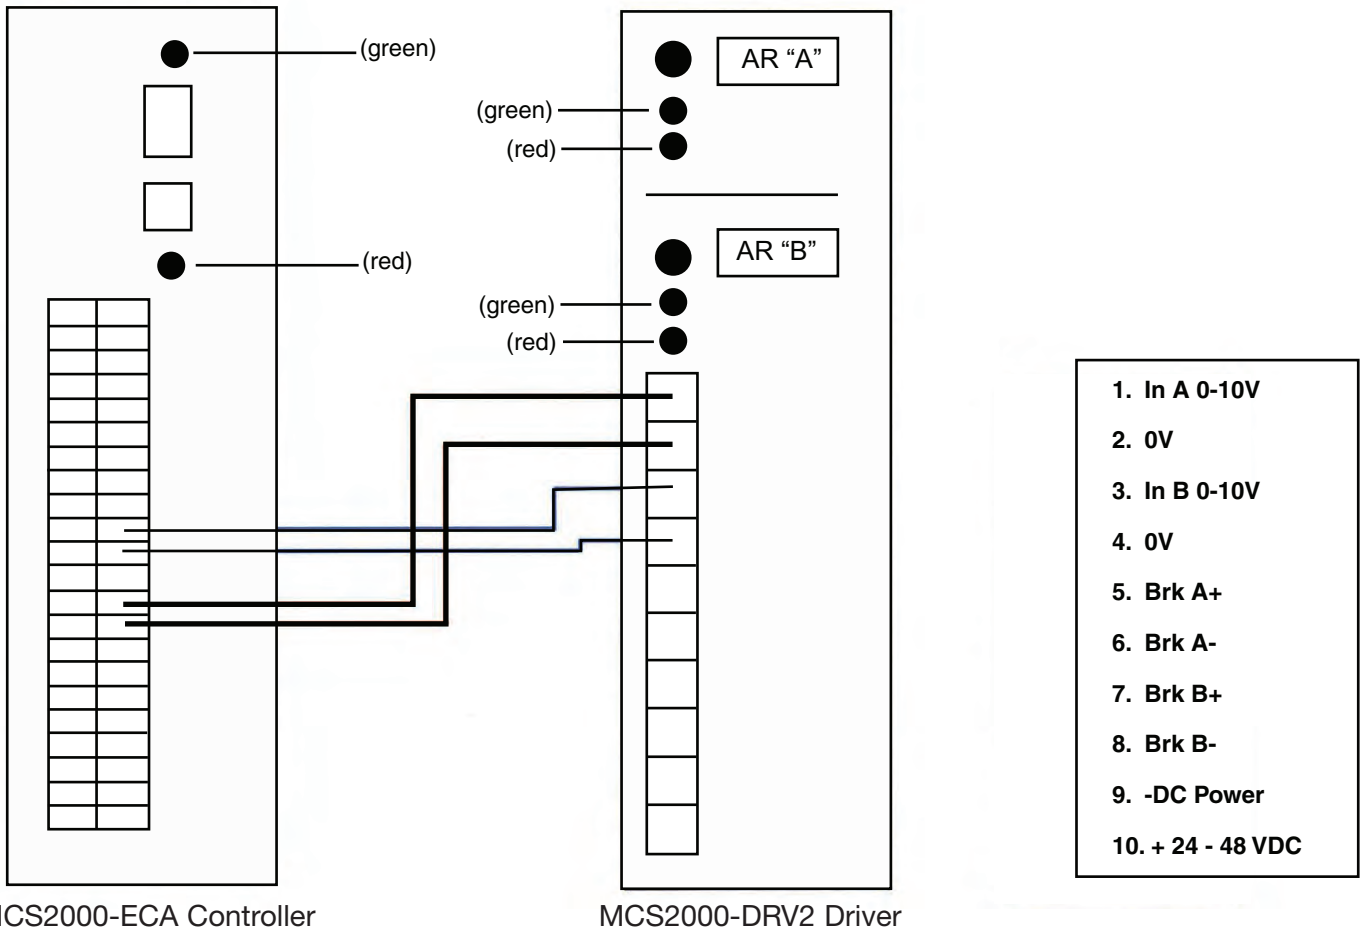 (green)
(red)
AR “A”
(green)
(red)
AR “B”
(green)
(red)
1. In A 0-10V
2. 0V
3. In B 0-10V
4. 0V
5. Brk A+
6. Brk A-
7. Brk B+
8. Brk B-
9. -DC Power
10. + 24 - 48 VDC
CS2000-ECA Controller
MCS2000-DRV2 Driver